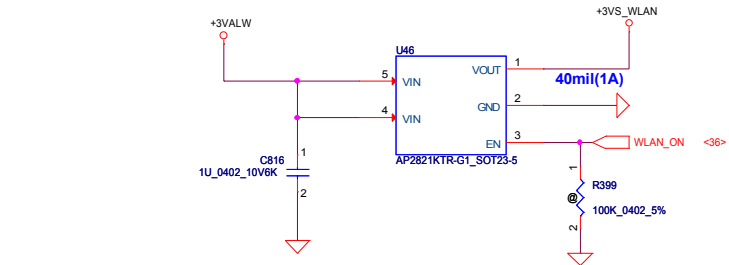 +3VALW
+3VS_WLAN
U46
5 VIN
VOUT 1
40mil(1A)
4 VIN
GND 2
EN 3
WLAN_ON <36>
AP2821KTR-G1_SOT23-5
1
C816
1U_0402_10V6K
2
1
R399
@
100K_0402_5%
2